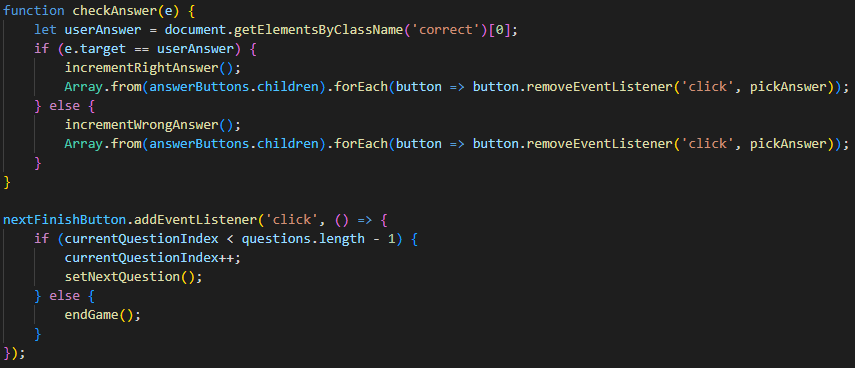 function checkAnswer(e) {
    let userAnswer = document.getElementsByClassName('correct')[0];
    if (e.target == userAnswer) {
        incrementRightAnswer();
        Array.from(answerButtons.children).forEach(button => button.removeEventListener('click', pickAnswer));
    } else {
        incrementWrongAnswer();
        Array.from(answerButtons.children).forEach(button => button.removeEventListener('click', pickAnswer));
    }
}

nextFinishButton.addEventListener('click', () => {
    if (currentQuestionIndex < questions.length - 1) {
        currentQuestionIndex++;
        setNextQuestion();
    } else {
        endGame();
    }
});